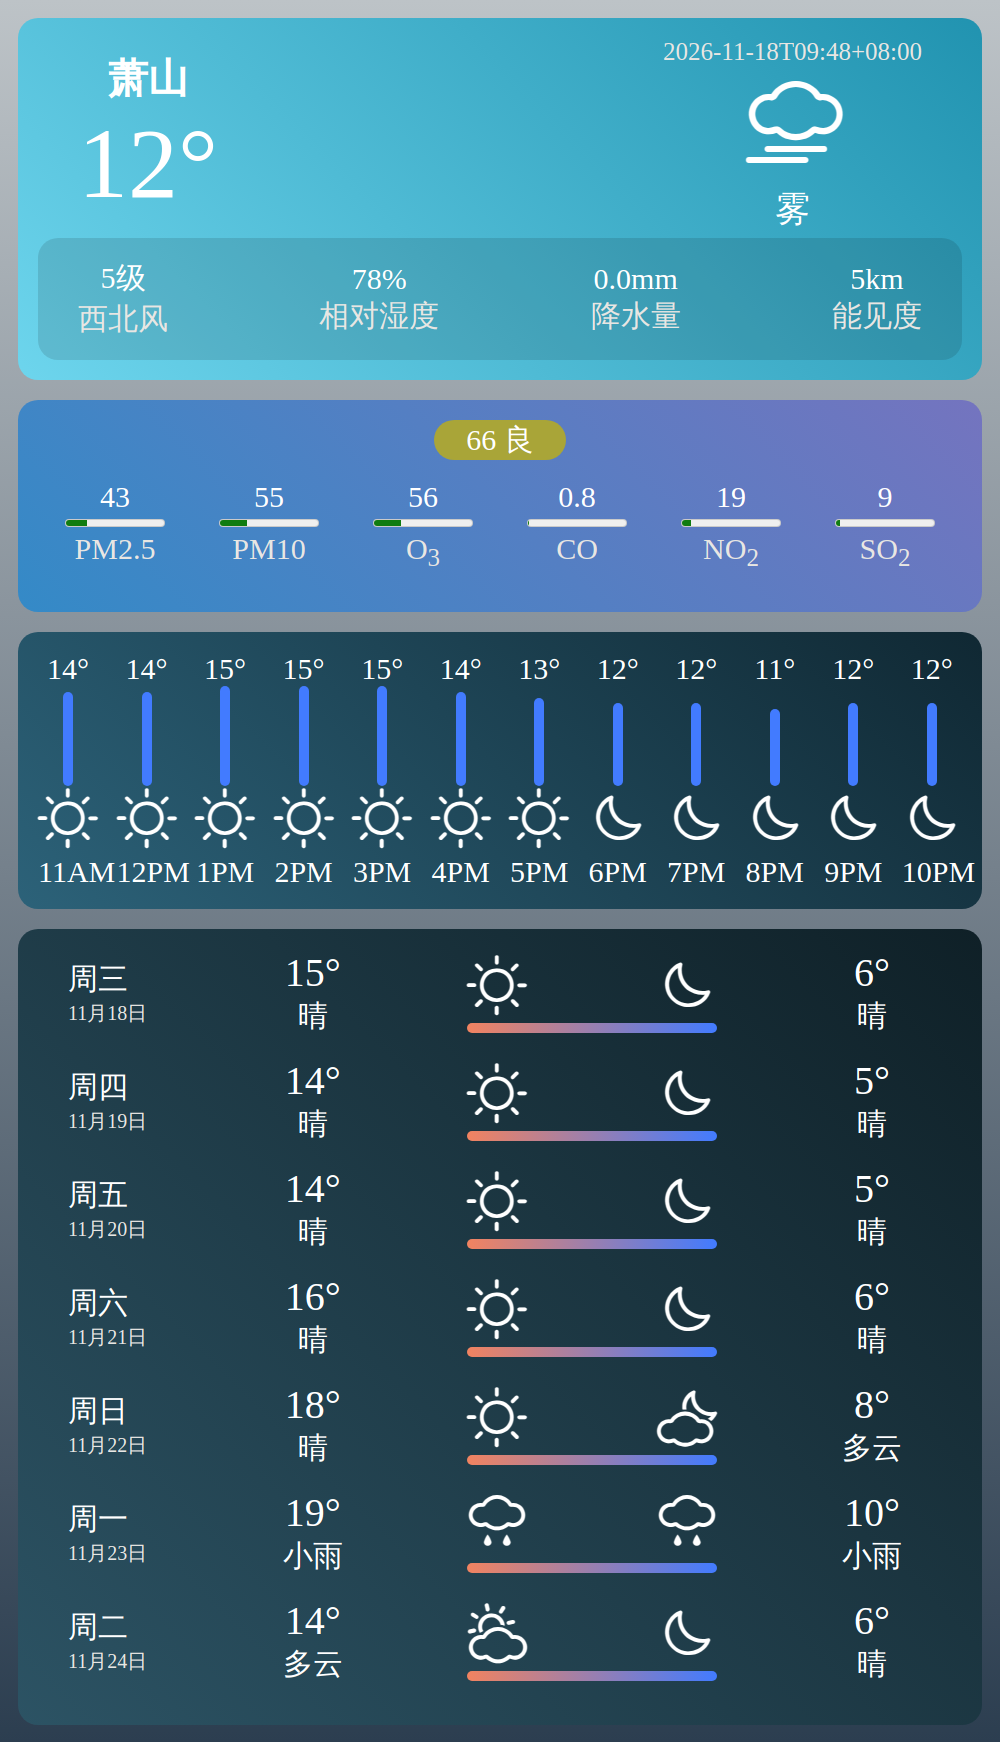 萧山
12°
2026-11-18T09:48+08:00
雾
5级 78% 0.0mm 5km
西北风 相对湿度 降水量 能见度
66 良
43 55 56 0.8 19 9
PM2.5 PM10 O3 CO NO2 SO2
14° 14° 15° 15° 15° 14° 13° 12° 12° 11° 12° 12°
11AM 12PM 1PM 2PM 3PM 4PM 5PM 6PM 7PM 8PM 9PM 10PM
周三 15° 6°
11月18日 晴 晴
周四 14° 5°
11月19日 晴 晴
周五 14° 5°
11月20日 晴 晴
周六 16° 6°
11月21日 晴 晴
周日 18° 8°
11月22日 晴 多云
周一 19° 10°
11月23日 小雨 小雨
周二 14° 6°
11月24日 多云 晴